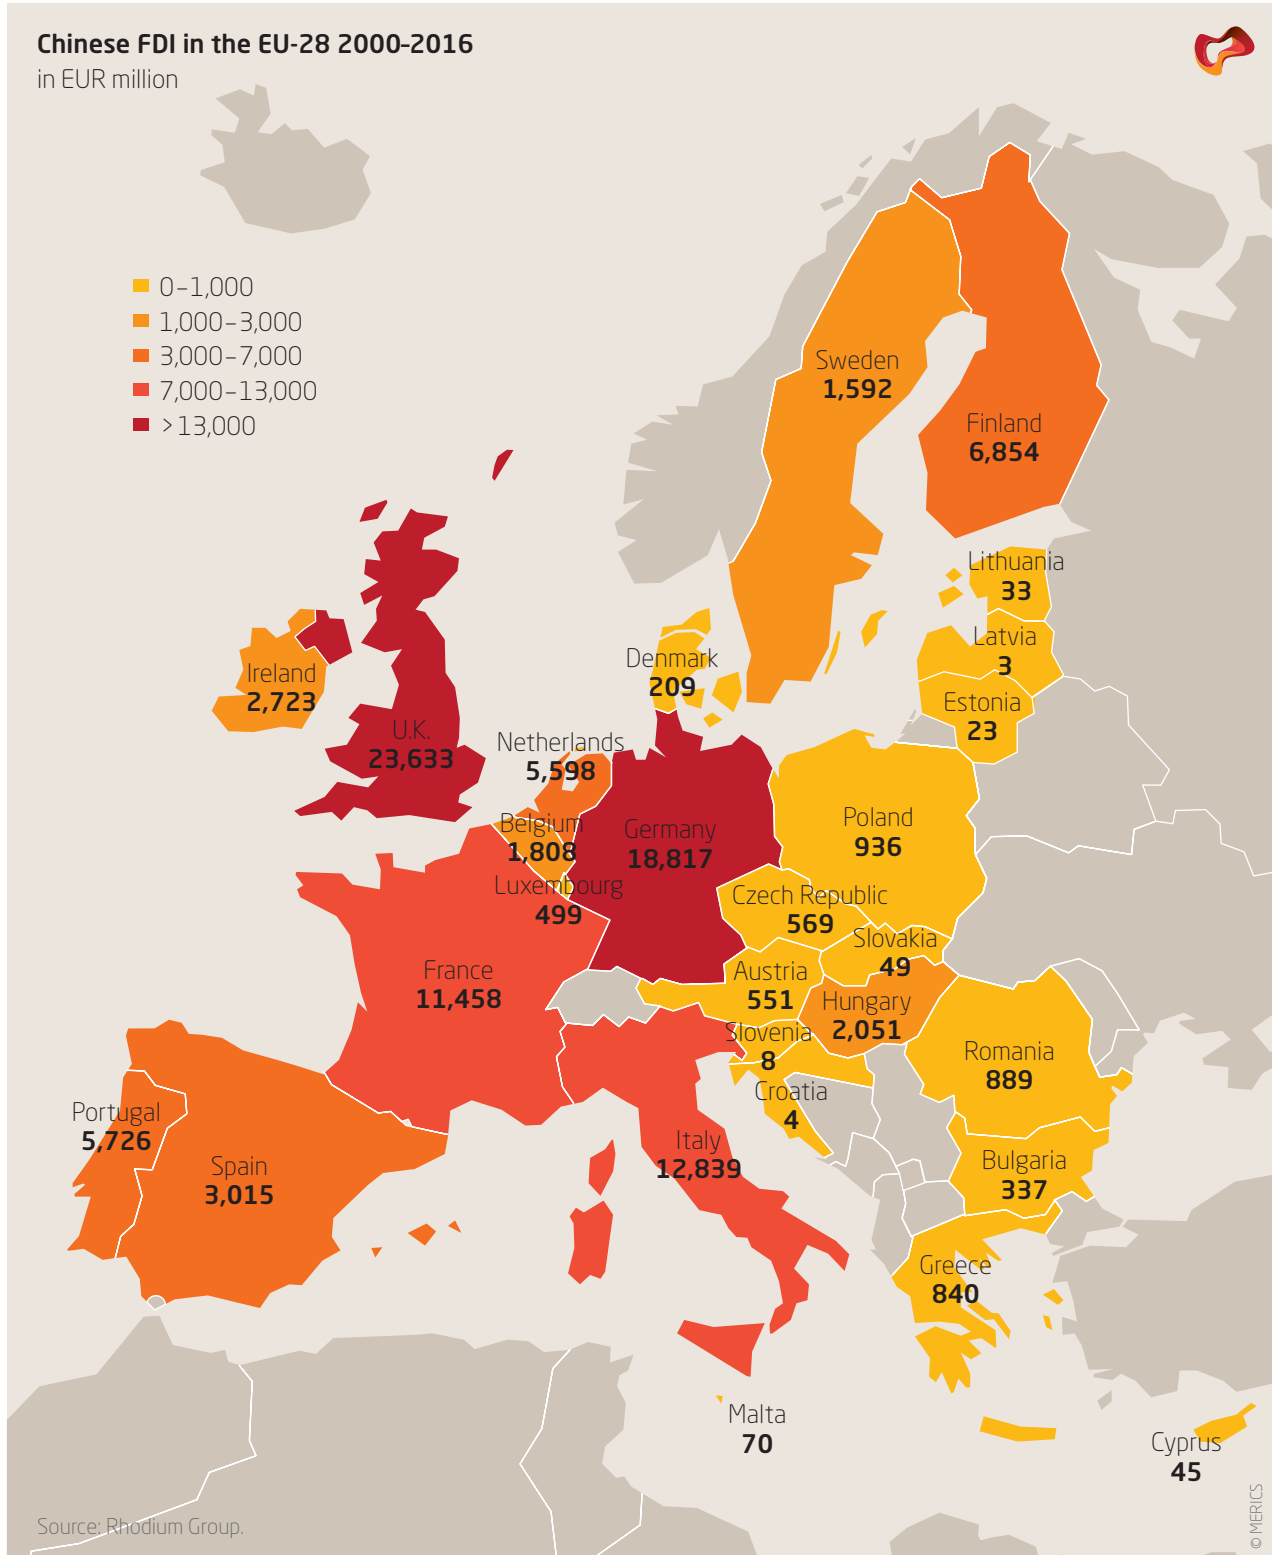 Chinese FDI in the EU-28 2000–2016
in EUR million
0–1,000
1,000–3,000
3,000–7,000
7,000–13,000
>13,000
Sweden
1,592
Finland
6,854
Lithuania
33
Latvia
3
Estonia
23
Denmark
209
Ireland
2,723
U.K.
23,633
Netherlands
5,598
Belgium
1,808
Luxembourg
499
Germany
18,817
Poland
936
Czech Republic
569
Slovakia
49
Austria
551
Hungary
2,051
Slovenia
8
Croatia
4
France
11,458
Romania
889
Portugal
5,726
Spain
3,015
Italy
12,839
Bulgaria
337
Greece
840
Malta
70
Cyprus
45
Source: Rhodium Group.
© MERICS